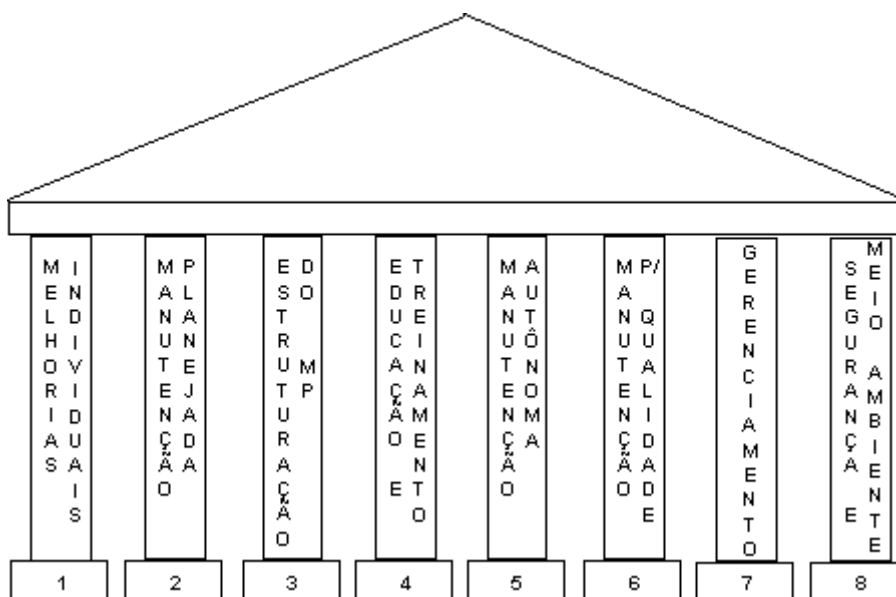 MELHORIAS
INDIVIDUAIS
MANUTENÇÃO
PLANEJADA
ESTRUTURAÇÃO
DO MP
EDUCAÇÃO E
TREINAMENTO
MANUTENÇÃO
AUTÔNOMA
MANUTENÇÃO
P/ QUALIDADE
GERENCIAMENTO
SEGURANÇA E
MEIO AMBIENTE
1 2 3 4 5 6 7 8